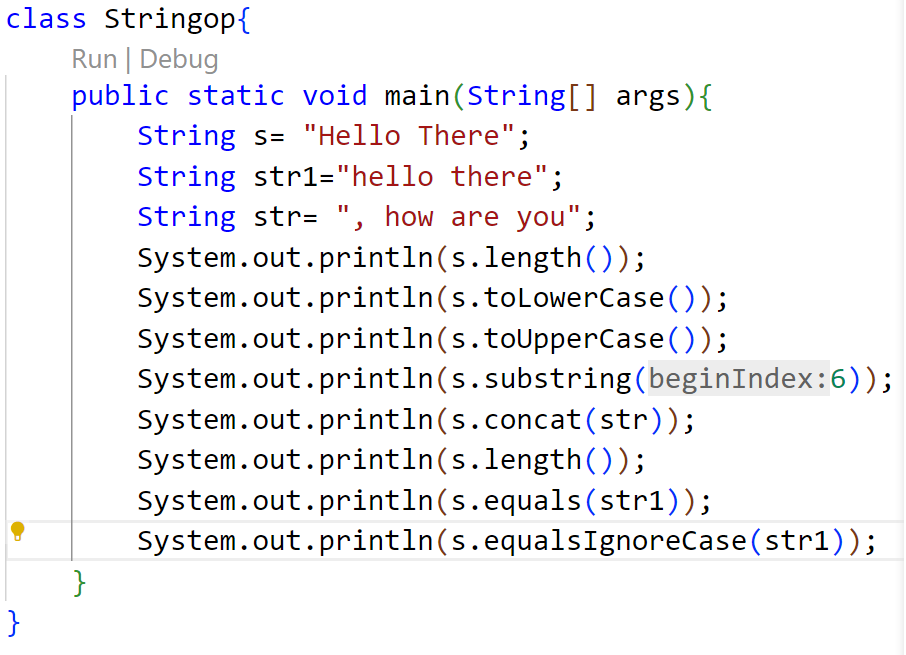 class Stringop{
Run | Debug
public static void main(String[] args){
String s= "Hello There";
String str1="hello there";
String str= ", how are you";
System.out.println(s.length());
System.out.println(s.toLowerCase());
System.out.println(s.toUpperCase());
System.out.println(s.substring(beginIndex:6));
System.out.println(s.concat(str));
System.out.println(s.length());
System.out.println(s.equals(str1));
System.out.println(s.equalsIgnoreCase(str1));
}
}